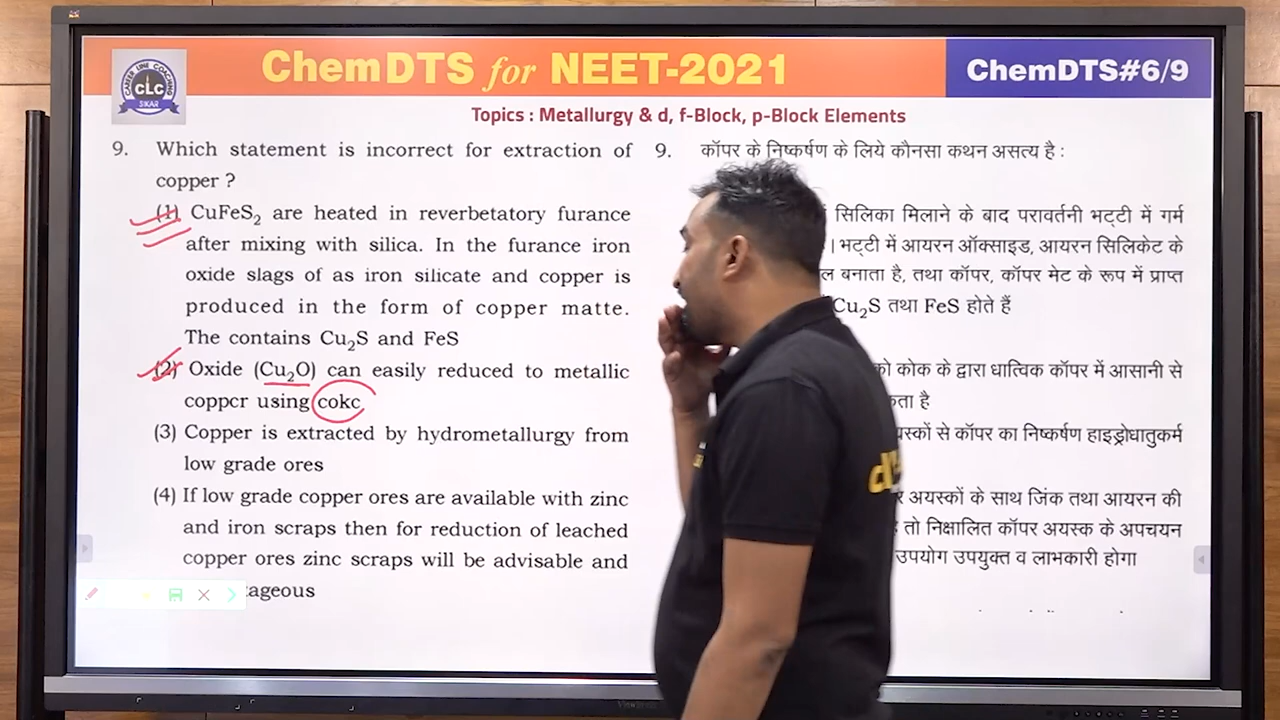 ChemDTS for NEET-2021
ChemDTS#6/9
CAREER LINE COACHING
CLC
SIKAR
Topics : Metallurgy & d, f-Block, p-Block Elements
9. Which statement is incorrect for extraction of
copper ?
(1) CuFeS₂ are heated in reverbetatory furance
after mixing with silica. In the furance iron
oxide slags of as iron silicate and copper is
produced in the form of copper matte.
The contains Cu₂S and FeS
(2) Oxide (Cu₂O) can easily reduced to metallic
copper using coke
(3) Copper is extracted by hydrometallurgy from
low grade ores
(4) If low grade copper ores are available with zinc
and iron scraps then for reduction of leached
copper ores zinc scraps will be advisable and
9. कॉपर के निष्कर्षण के लिये कौनसा कथन असत्य है :
सिलिका मिलाने के बाद परावर्तनी भट्टी में गर्म
। भट्टी में आयरन ऑक्साइड, आयरन सिलिकेट के
बनाता है, तथा कॉपर, कॉपर मेट के रूप में प्राप्त
Cu₂S तथा FeS होते हैं
को कोक के द्वारा धात्विक कॉपर में आसानी से
है
से कॉपर का निष्कर्षण हाइड्रोधातुकर्म
अयस्कों के साथ जिंक तथा आयरन की
तो निक्षालित कॉपर अयस्क के अपचयन
उपयोग उपयुक्त व लाभकारी होगा